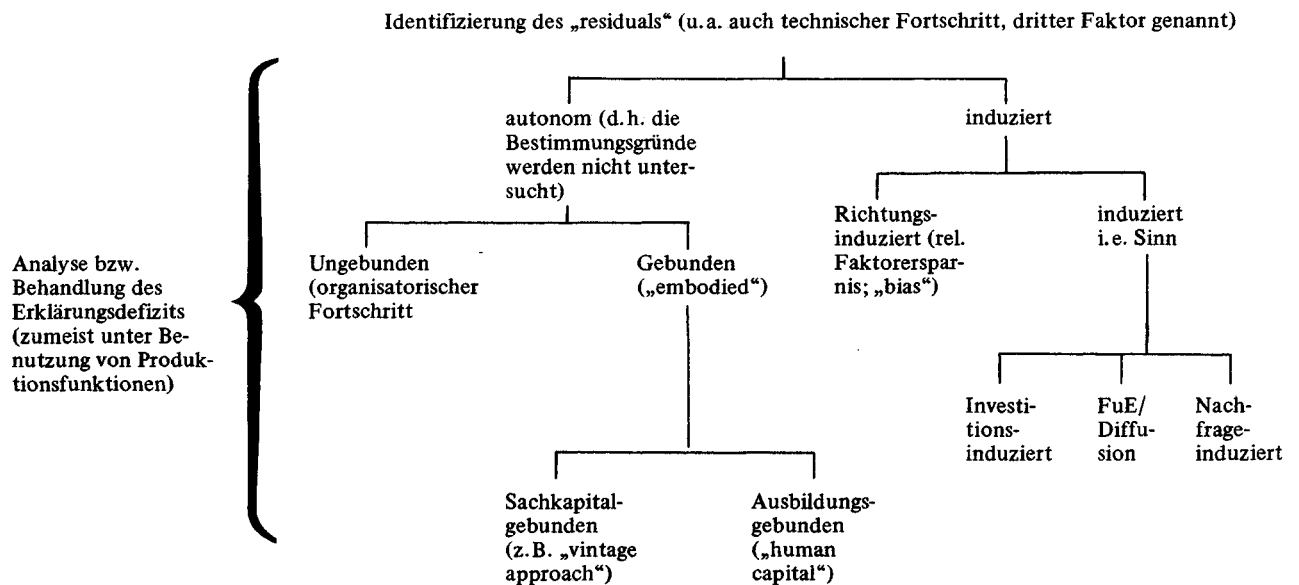 Identifizierung des „residuals“ (u. a. auch technischer Fortschritt, dritter Faktor genannt)
autonom (d. h. die
Bestimmungsgründe
werden nicht unter-
sucht)
induziert
Ungebunden
(organisatorischer
Fortschritt
Gebunden
(„embodied“)
Richtungs-
induziert (rel.
Faktorerspar-
nis; „bias“)
induziert
i. e. Sinn
Analyse bzw.
Behandlung des
Erklärungsdefizits
(zumeist unter Be-
nutzung von Produk-
tionsfunktionen)
Sachkapital-
gebunden
(z. B. „vintage
approach“)
Ausbildungs-
gebunden
(„human
capital“)
Investi-
tions-
induziert
FuE/
Diffu-
sion
Nach-
frage-
induziert